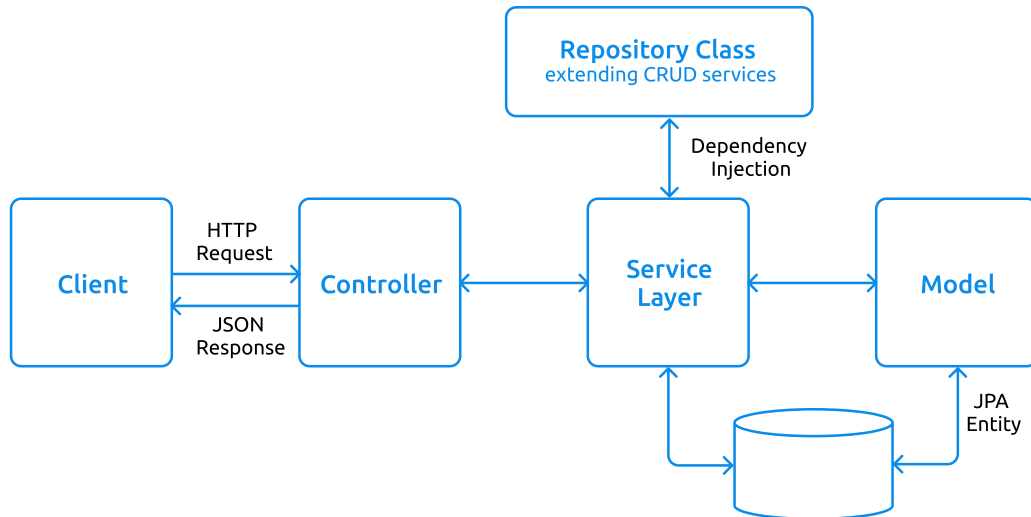 Repository Class
extending CRUD services
Dependency
Injection
HTTP
Request
Client
JSON
Response
Controller
Service
Layer
Model
JPA
Entity